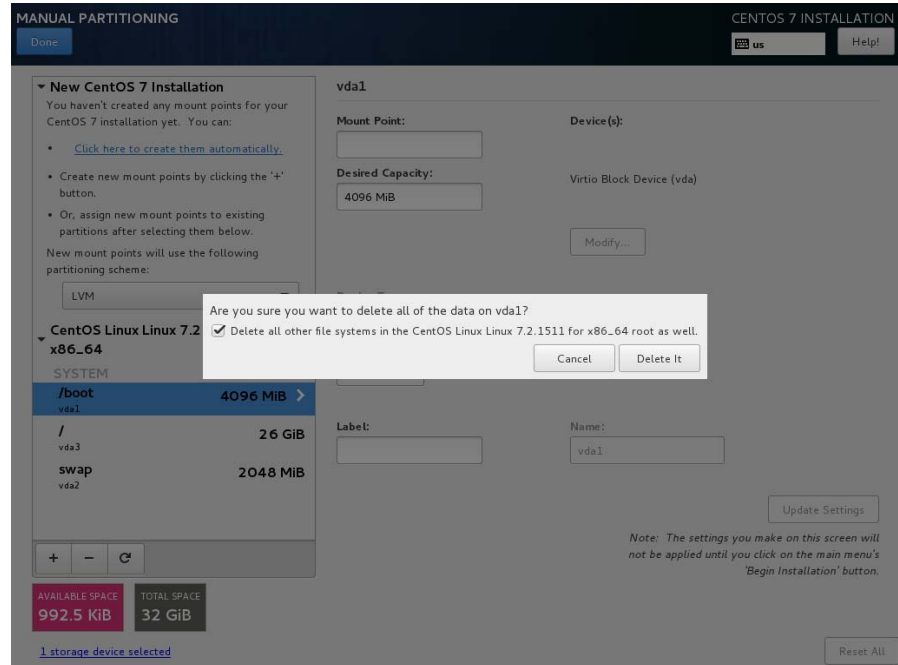 MANUAL PARTITIONING
CENTOS 7 INSTALLATION
Done
us
Help!
New CentOS 7 Installation
You haven't created any mount points for your
CentOS 7 installation yet. You can:
• Click here to create them automatically.
• Create new mount points by clicking the '+'
button.
• Or, assign new mount points to existing
partitions after selecting them below.
New mount points will use the following
partitioning scheme:
LVM
CentOS Linux Linux 7.2
x86_64
SYSTEM
/boot
4096 MiB
vda1
/
26 GiB
vda3
swap
2048 MiB
vda2
+ −
AVAILABLE SPACE
992.5 KiB
TOTAL SPACE
32 GiB
1 storage device selected
vda1
Mount Point:
Device(s):
Desired Capacity:
4096 MiB
Virtio Block Device (vda)
Modify...
Are you sure you want to delete all of the data on vda1?
Delete all other file systems in the CentOS Linux Linux 7.2.1511 for x86_64 root as well.
Cancel
Delete It
Label:
Name:
vda1
Update Settings
Note: The settings you make on this screen will
not be applied until you click on the main menu's
'Begin Installation' button.
Reset All